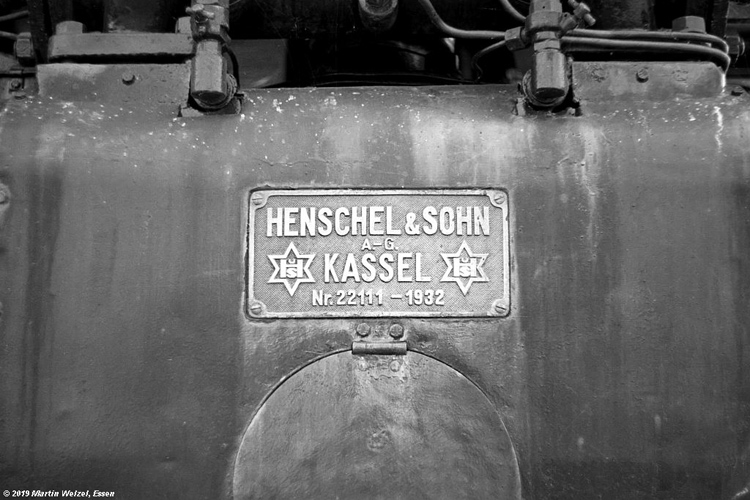 HENSCHEL & SOHN
A-G.
KASSEL
Nr. 22111 - 1932
© 2019 Martin Welzel, Essen